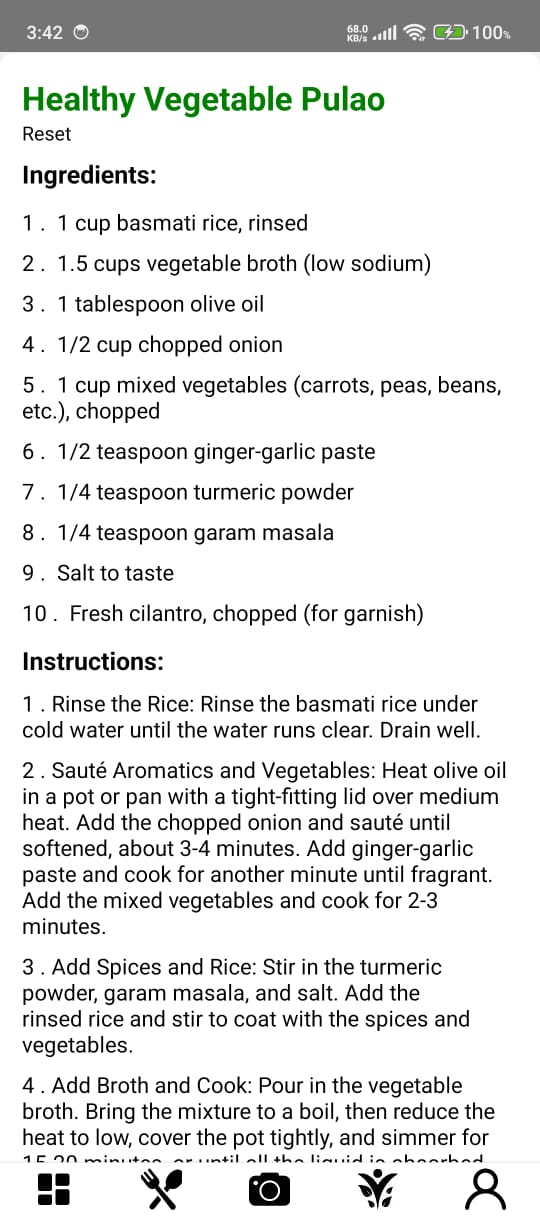 3:42
68.0
KB/s
100%
Healthy Vegetable Pulao
Reset
Ingredients:
1 . 1 cup basmati rice, rinsed
2 . 1.5 cups vegetable broth (low sodium)
3 . 1 tablespoon olive oil
4 . 1/2 cup chopped onion
5 . 1 cup mixed vegetables (carrots, peas, beans,
etc.), chopped
6 . 1/2 teaspoon ginger-garlic paste
7 . 1/4 teaspoon turmeric powder
8 . 1/4 teaspoon garam masala
9 . Salt to taste
10 . Fresh cilantro, chopped (for garnish)
Instructions:
1 . Rinse the Rice: Rinse the basmati rice under
cold water until the water runs clear. Drain well.
2 . Sauté Aromatics and Vegetables: Heat olive oil
in a pot or pan with a tight-fitting lid over medium
heat. Add the chopped onion and sauté until
softened, about 3-4 minutes. Add ginger-garlic
paste and cook for another minute until fragrant.
Add the mixed vegetables and cook for 2-3
minutes.
3 . Add Spices and Rice: Stir in the turmeric
powder, garam masala, and salt. Add the
rinsed rice and stir to coat with the spices and
vegetables.
4 . Add Broth and Cook: Pour in the vegetable
broth. Bring the mixture to a boil, then reduce the
heat to low, cover the pot tightly, and simmer for
15-20 minutes, or until all the liquid is absorbed